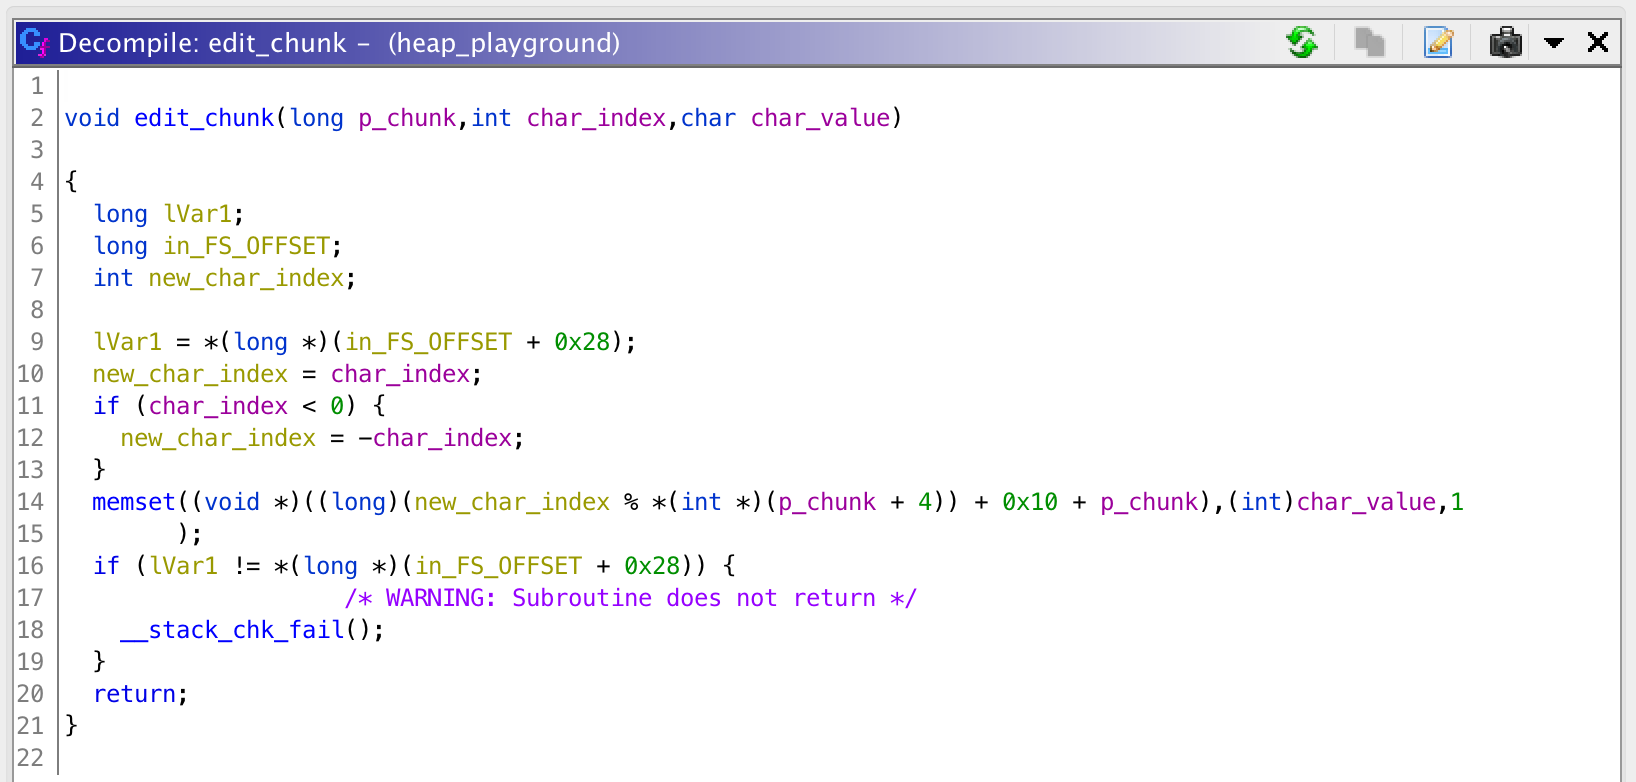 Decompile: edit_chunk – (heap_playground)
1
2 void edit_chunk(long p_chunk,int char_index,char char_value)
3
4 {
5   long lVar1;
6   long in_FS_OFFSET;
7   int new_char_index;
8
9   lVar1 = *(long *)(in_FS_OFFSET + 0x28);
10   new_char_index = char_index;
11   if (char_index < 0) {
12     new_char_index = -char_index;
13   }
14   memset((void *)((long)(new_char_index % *(int *)(p_chunk + 4)) + 0x10 + p_chunk),(int)char_value,1
15         );
16   if (lVar1 != *(long *)(in_FS_OFFSET + 0x28)) {
17                     /* WARNING: Subroutine does not return */
18     __stack_chk_fail();
19   }
20   return;
21 }
22